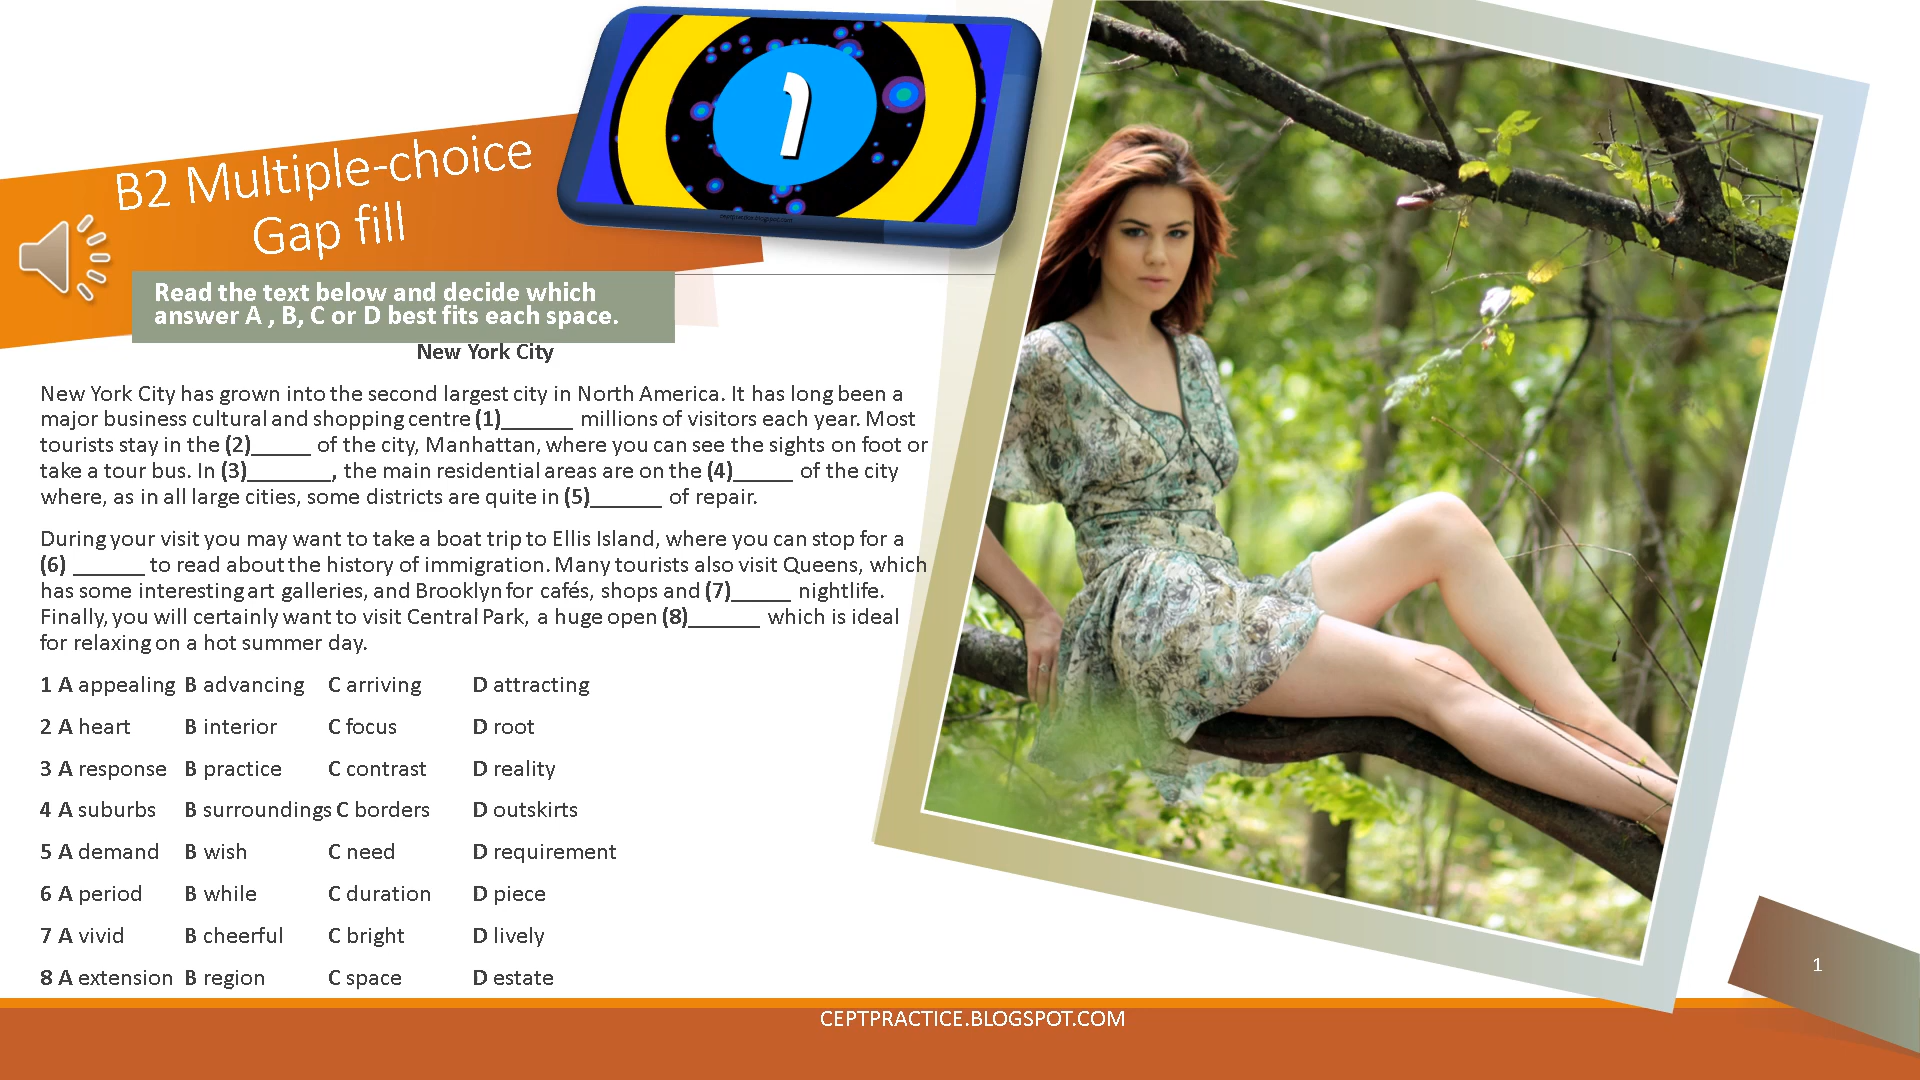 1
B2 Multiple-choice
Gap fill
Read the text below and decide which
answer A , B, C or D best fits each space.
New York City
New York City has grown into the second largest city in North America. It has long been a
major business cultural and shopping centre (1)______ millions of visitors each year. Most
tourists stay in the (2)_____ of the city, Manhattan, where you can see the sights on foot or
take a tour bus. In (3)_______, the main residential areas are on the (4)_____ of the city
where, as in all large cities, some districts are quite in (5)______ of repair.
During your visit you may want to take a boat trip to Ellis Island, where you can stop for a
(6) ______ to read about the history of immigration. Many tourists also visit Queens, which
has some interesting art galleries, and Brooklyn for cafés, shops and (7)_____ nightlife.
Finally, you will certainly want to visit Central Park, a huge open (8)______ which is ideal
for relaxing on a hot summer day.
1 A appealing B advancing C arriving D attracting
2 A heart B interior C focus D root
3 A response B practice C contrast D reality
4 A suburbs B surroundings C borders D outskirts
5 A demand B wish C need D requirement
6 A period B while C duration D piece
7 A vivid B cheerful C bright D lively
8 A extension B region C space D estate
1
CEPTPRACTICE.BLOGSPOT.COM